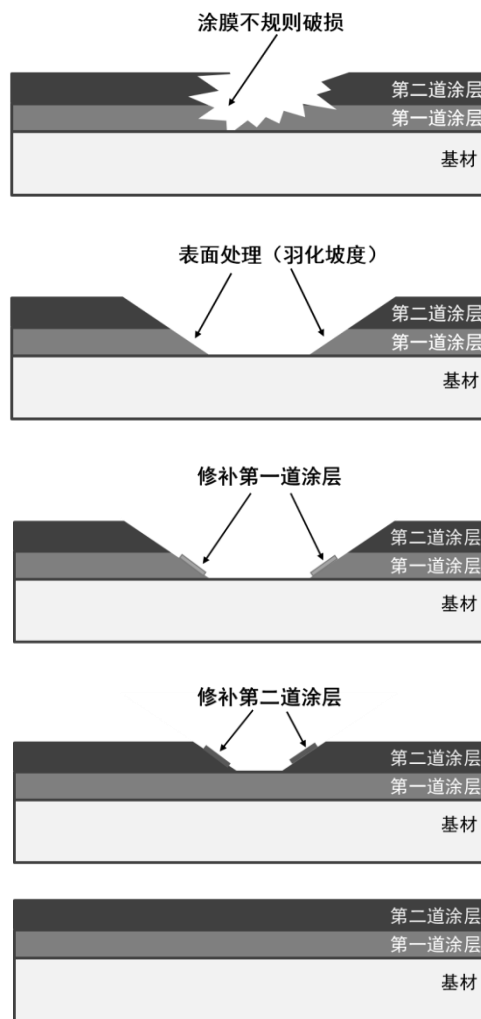 涂膜不规则破损
第二道涂层
第一道涂层
基材
表面处理（羽化坡度）
第二道涂层
第一道涂层
基材
修补第一道涂层
第二道涂层
第一道涂层
基材
修补第二道涂层
第二道涂层
第一道涂层
基材
第二道涂层
第一道涂层
基材